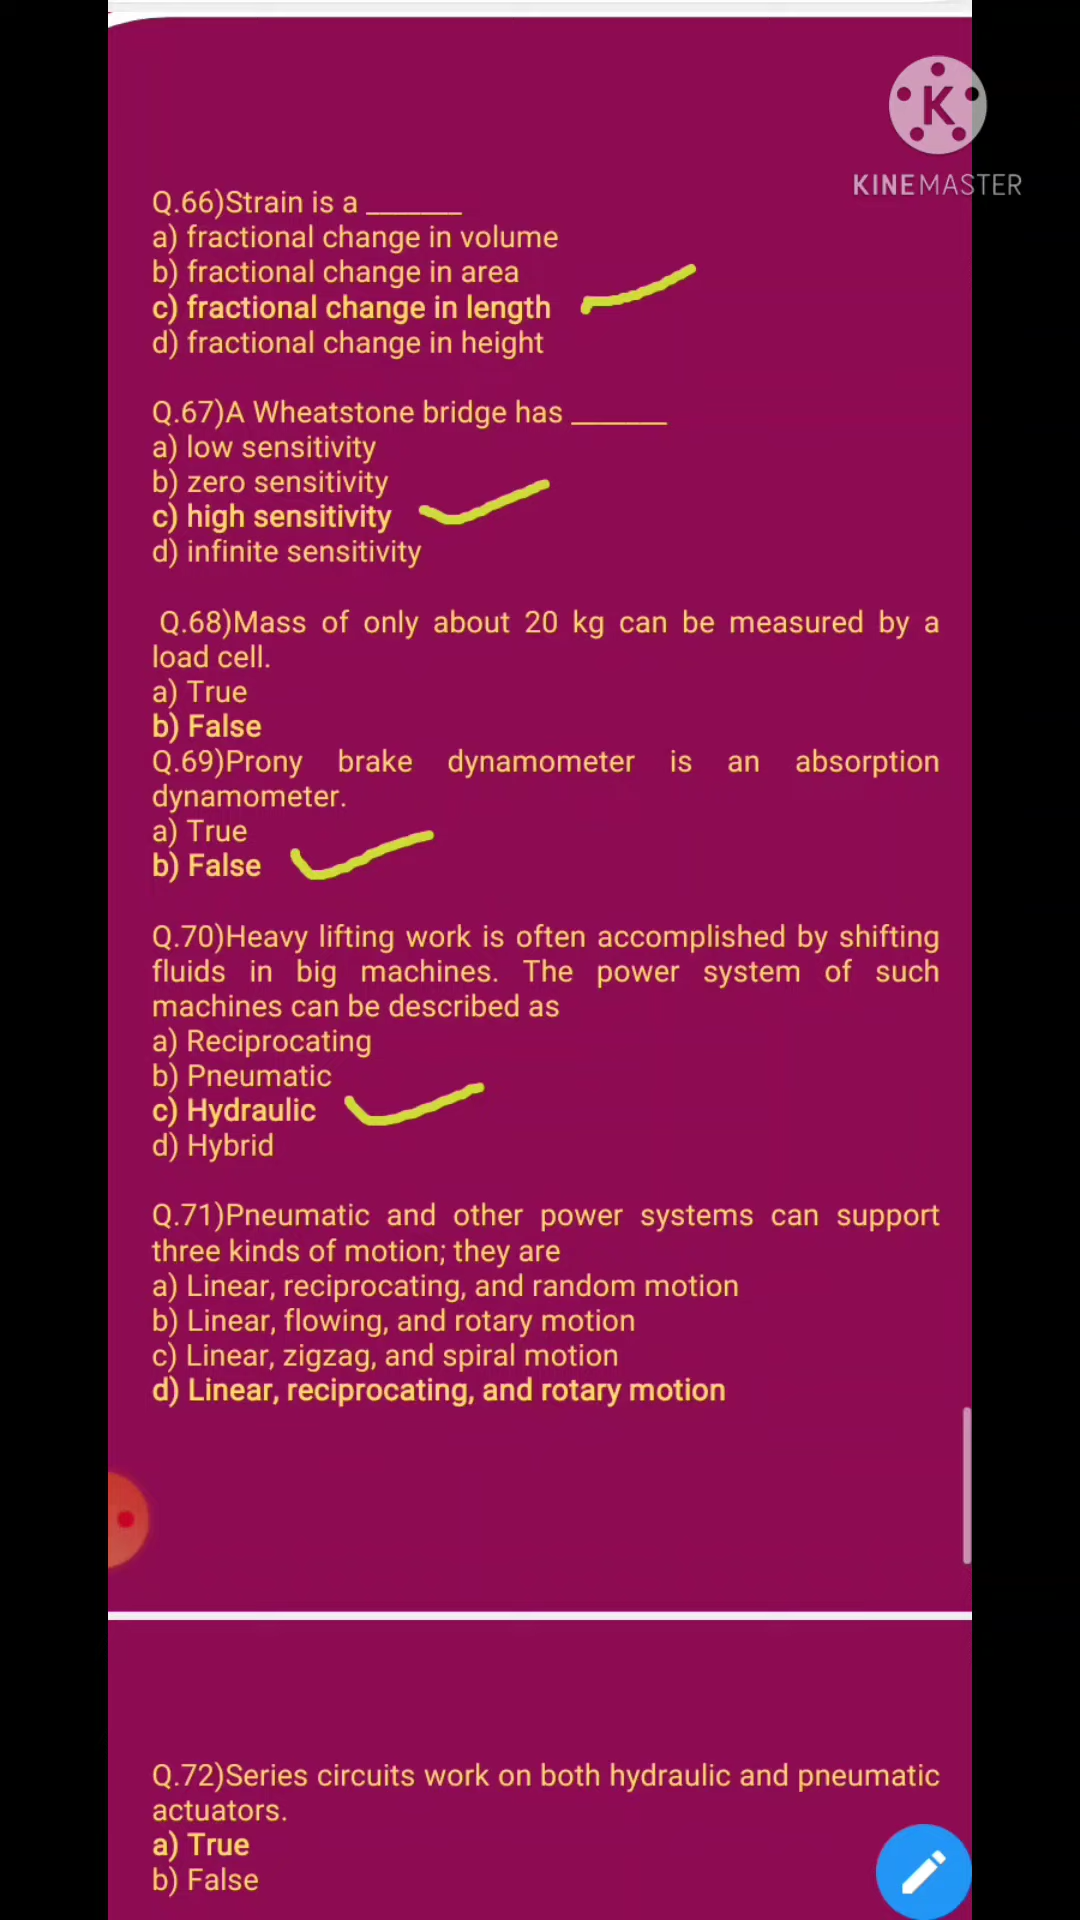 K
KINEMASTER
Q.66)Strain is a ______
a) fractional change in volume
b) fractional change in area
c) fractional change in length
d) fractional change in height
Q.67)A Wheatstone bridge has ______
a) low sensitivity
b) zero sensitivity
c) high sensitivity
d) infinite sensitivity
Q.68)Mass of only about 20 kg can be measured by a
load cell.
a) True
b) False
Q.69)Prony brake dynamometer is an absorption
dynamometer.
a) True
b) False
Q.70)Heavy lifting work is often accomplished by shifting
fluids in big machines. The power system of such
machines can be described as
a) Reciprocating
b) Pneumatic
c) Hydraulic
d) Hybrid
Q.71)Pneumatic and other power systems can support
three kinds of motion; they are
a) Linear, reciprocating, and random motion
b) Linear, flowing, and rotary motion
c) Linear, zigzag, and spiral motion
d) Linear, reciprocating, and rotary motion
Q.72)Series circuits work on both hydraulic and pneumatic
actuators.
a) True
b) False